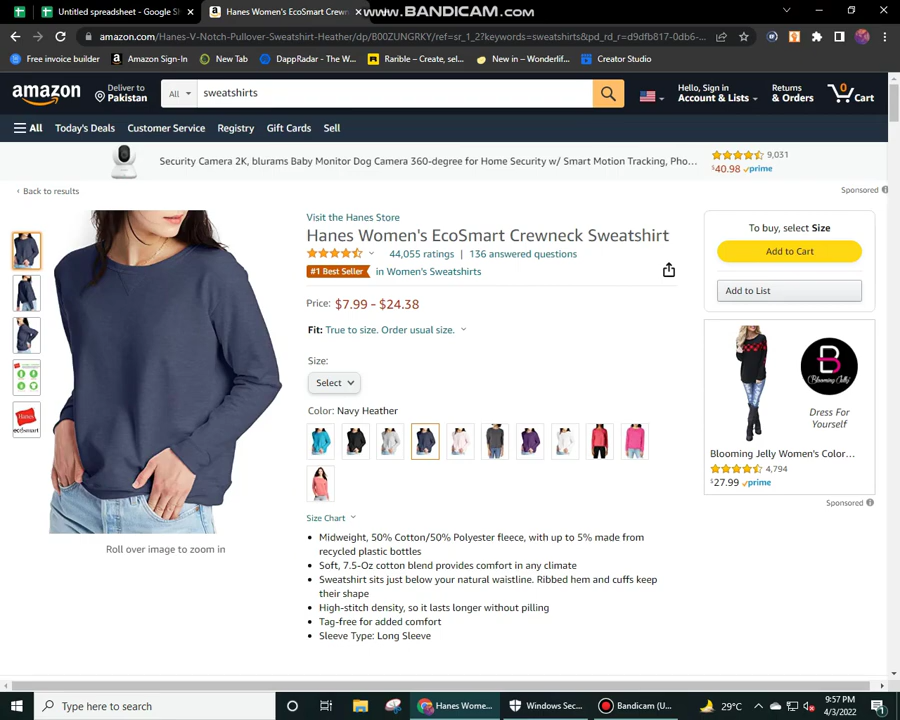 Untitled spreadsheet - Google Sh
Hanes Women's EcoSmart Crewn
www.BANDICAM.com
amazon.com/Hanes-V-Notch-Pullover-Sweatshirt-Heather/dp/B00ZUNGRKY/ref=sr_1_2?keywords=sweatshirts&pd_rd_r=d9dfb817-0db6-...
Free invoice builder
Amazon Sign-In
New Tab
DappRadar - The W...
Rarible – Create, sel...
New in – Wonderlif...
Creator Studio
amazon
Deliver to
Pakistan
All
sweatshirts
Hello, Sign in
Account & Lists
Returns
& Orders
0
Cart
All
Today's Deals
Customer Service
Registry
Gift Cards
Sell
Security Camera 2K, blurams Baby Monitor Dog Camera 360-degree for Home Security w/ Smart Motion Tracking, Pho...
9,031
$40.98 prime
‹ Back to results
Sponsored
Visit the Hanes Store
Hanes Women's EcoSmart Crewneck Sweatshirt
44,055 ratings | 136 answered questions
#1 Best Seller in Women's Sweatshirts
Price: $7.99 - $24.38
Fit: True to size. Order usual size.
Size:
Select
Color: Navy Heather
Size Chart
• Midweight, 50% Cotton/50% Polyester fleece, with up to 5% made from
recycled plastic bottles
• Soft, 7.5-Oz cotton blend provides comfort in any climate
• Sweatshirt sits just below your natural waistline. Ribbed hem and cuffs keep
their shape
• High-stitch density, so it lasts longer without pilling
• Tag-free for added comfort
• Sleeve Type: Long Sleeve
Hanes
ecosmart
Roll over image to zoom in
To buy, select Size
Add to Cart
Add to List
B
Blooming Jelly
Dress For
Yourself
Blooming Jelly Women's Color...
4,794
$27.99 prime
Sponsored
Type here to search
Hanes Wome...
Windows Sec...
Bandicam (U...
29°C
9:57 PM
4/3/2022
1